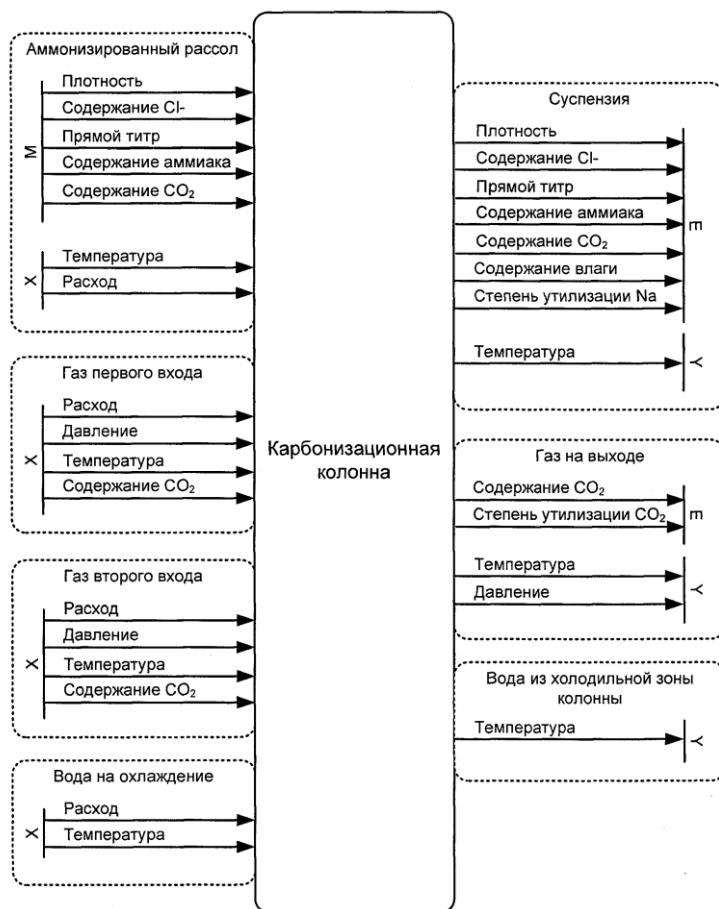 Аммонизированный рассол
Плотность
Содержание Cl-
Прямой титр
Содержание аммиака
Содержание CO₂
M
Температура
Расход
X
Газ первого входа
Расход
Давление
Температура
Содержание CO₂
X
Газ второго входа
Расход
Давление
Температура
Содержание CO₂
X
Вода на охлаждение
Расход
Температура
X
Карбонизационная
колонна
Суспензия
Плотность
Содержание Cl-
Прямой титр
Содержание аммиака
Содержание CO₂
Содержание влаги
Степень утилизации Na
E
Температура
Y
Газ на выходе
Содержание CO₂
Степень утилизации CO₂
E
Температура
Давление
Y
Вода из холодильной зоны
колонны
Температура
Y